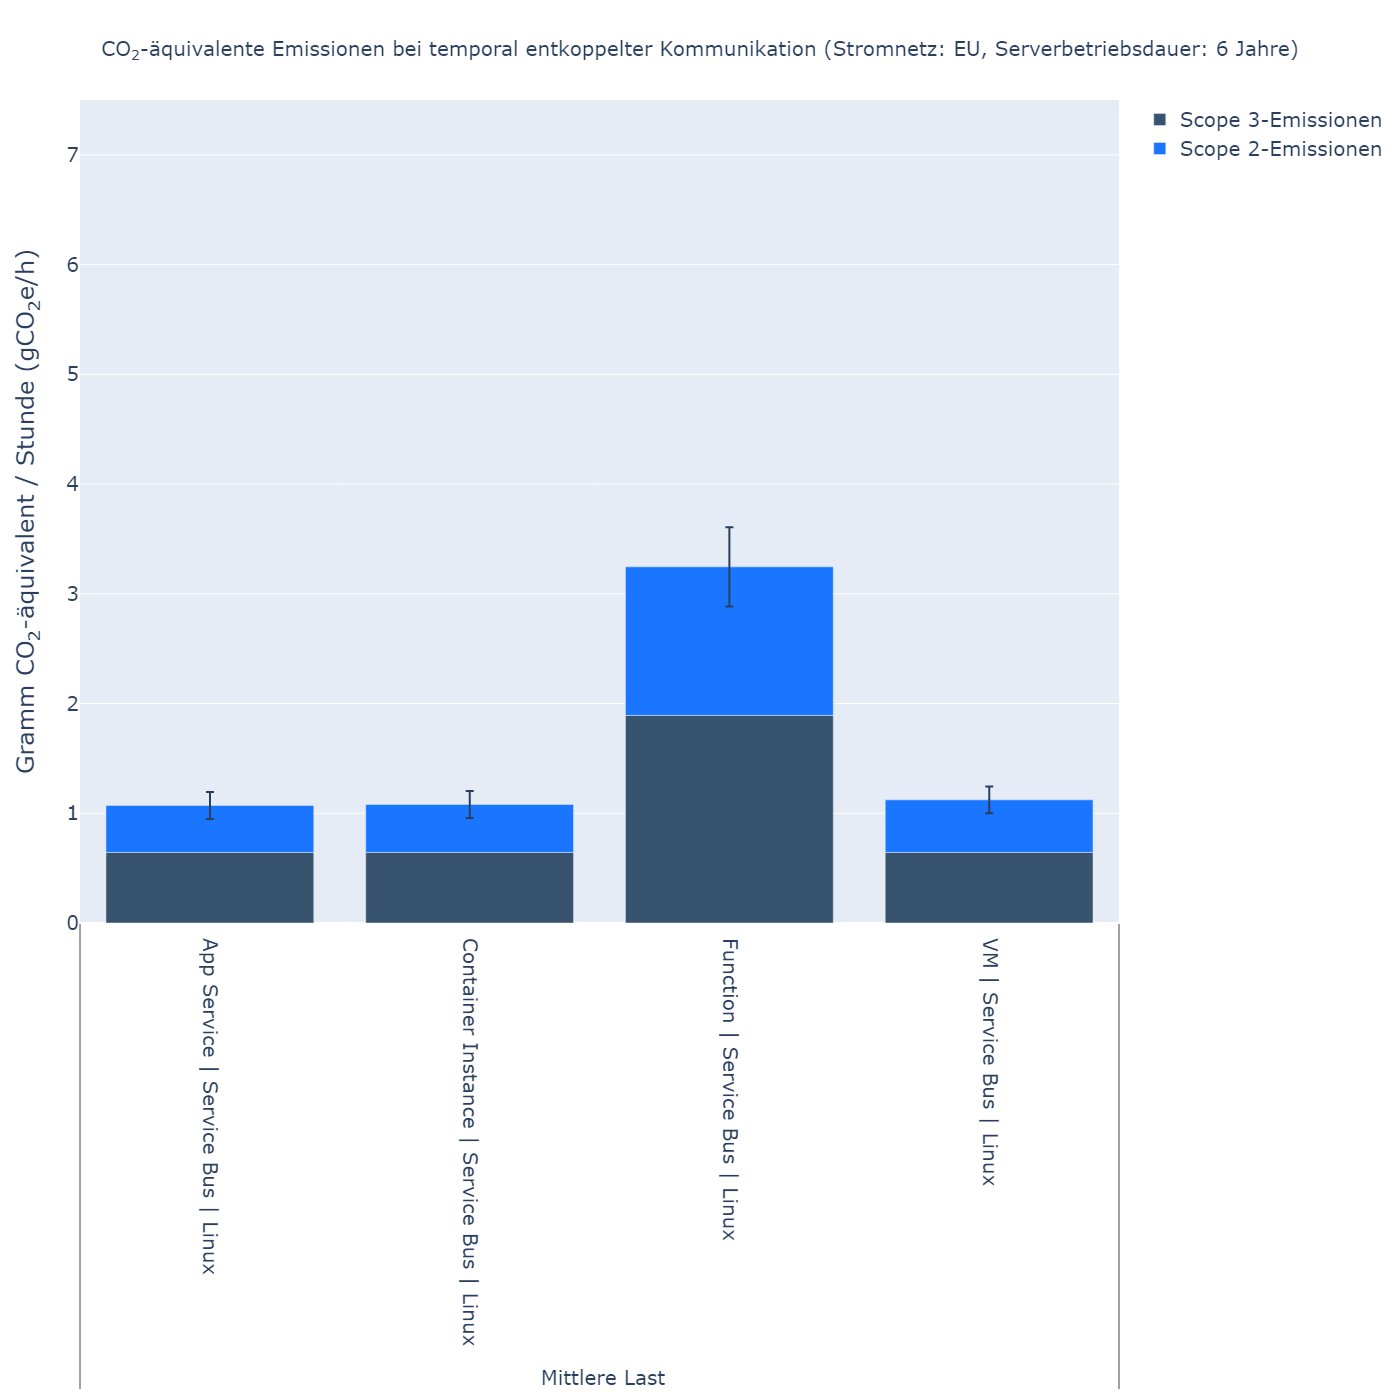 CO₂-äquivalente Emissionen bei temporal entkoppelter Kommunikation (Stromnetz: EU, Serverbetriebsdauer: 6 Jahre)
Scope 3-Emissionen
Scope 2-Emissionen
Gramm CO₂-äquivalent / Stunde (gCO₂e/h)
7
6
5
4
3
2
1
0
App Service | Service Bus | Linux
Container Instance | Service Bus | Linux
Function | Service Bus | Linux
VM | Service Bus | Linux
Mittlere Last